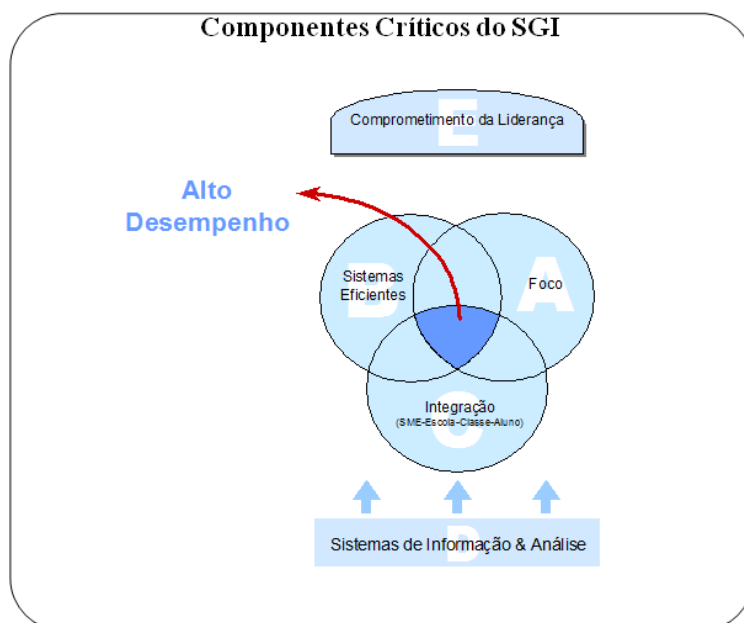 Componentes Críticos do SGI
E
Comprometimento da Liderança
Alto
Desempenho
B
Sistemas
Eficientes
A
Foco
C
Integração
(SME-Escola-Classe-Aluno)
D
Sistemas de Informação & Análise